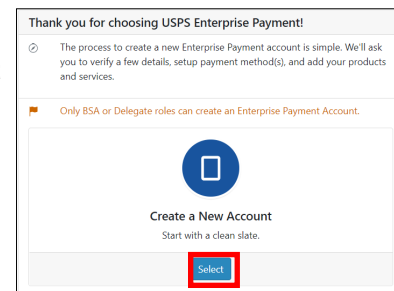 Thank you for choosing USPS Enterprise Payment!
The process to create a new Enterprise Payment account is simple. We'll ask
you to verify a few details, setup payment method(s), and add your products
and services.
Only BSA or Delegate roles can create an Enterprise Payment Account.
Create a New Account
Start with a clean slate.
Select